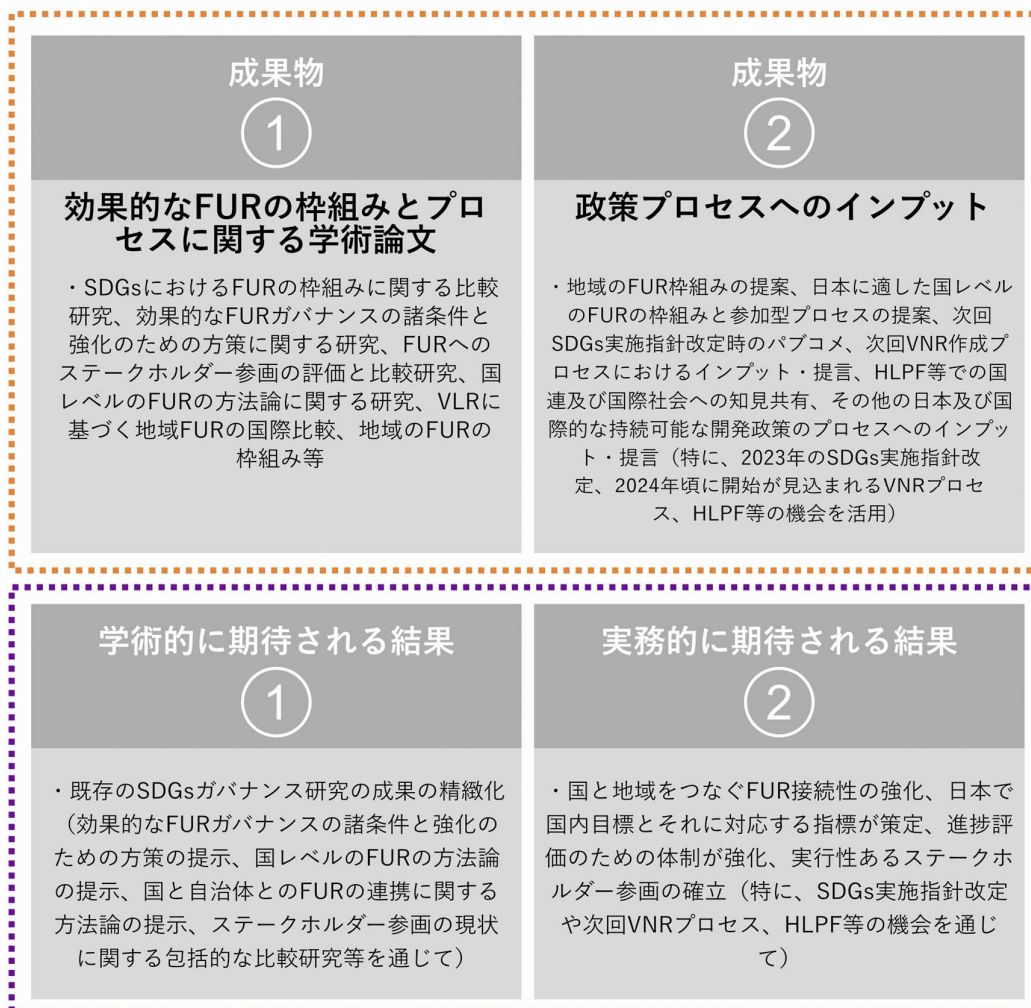 成果物
1
効果的なFURの枠組みとプロ
セスに関する学術論文
・SDGsにおけるFURの枠組みに関する比較
研究、効果的なFURガバナンスの諸条件と
強化のための方策に関する研究、FURへの
ステークホルダー参画の評価と比較研究、国
レベルのFURの方法論に関する研究、VLRに
基づく地域FURの国際比較、地域のFURの
枠組み等
成果物
2
政策プロセスへのインプット
・地域のFUR枠組みの提案、日本に適した国レベル
のFURの枠組みと参加型プロセスの提案、次回
SDGs実施指針改定時のパブコメ、次回VNR作成プ
ロセスにおけるインプット・提言、HLPF等での国
連及び国際社会への知見共有、その他の日本及び国
際的な持続可能な開発政策のプロセスへのインプッ
ト・提言（特に、2023年のSDGs実施指針改
定、2024年頃に開始が見込まれるVNRプロセ
ス、HLPF等の機会を活用）
学術的に期待される結果
1
・既存のSDGsガバナンス研究の成果の精緻化
（効果的なFURガバナンスの諸条件と強化の
ための方策の提示、国レベルのFURの方法論
の提示、国と自治体とのFURの連携に関する
方法論の提示、ステークホルダー参画の現状
に関する包括的な比較研究等を通じて）
実務的に期待される結果
2
・国と地域をつなぐFUR接続性の強化、日本で
国内目標とそれに対応する指標が策定、進捗評
価のための体制が強化、実行性あるステークホ
ルダー参画の確立（特に、SDGs実施指針改定
や次回VNRプロセス、HLPF等の機会を通じ
て）